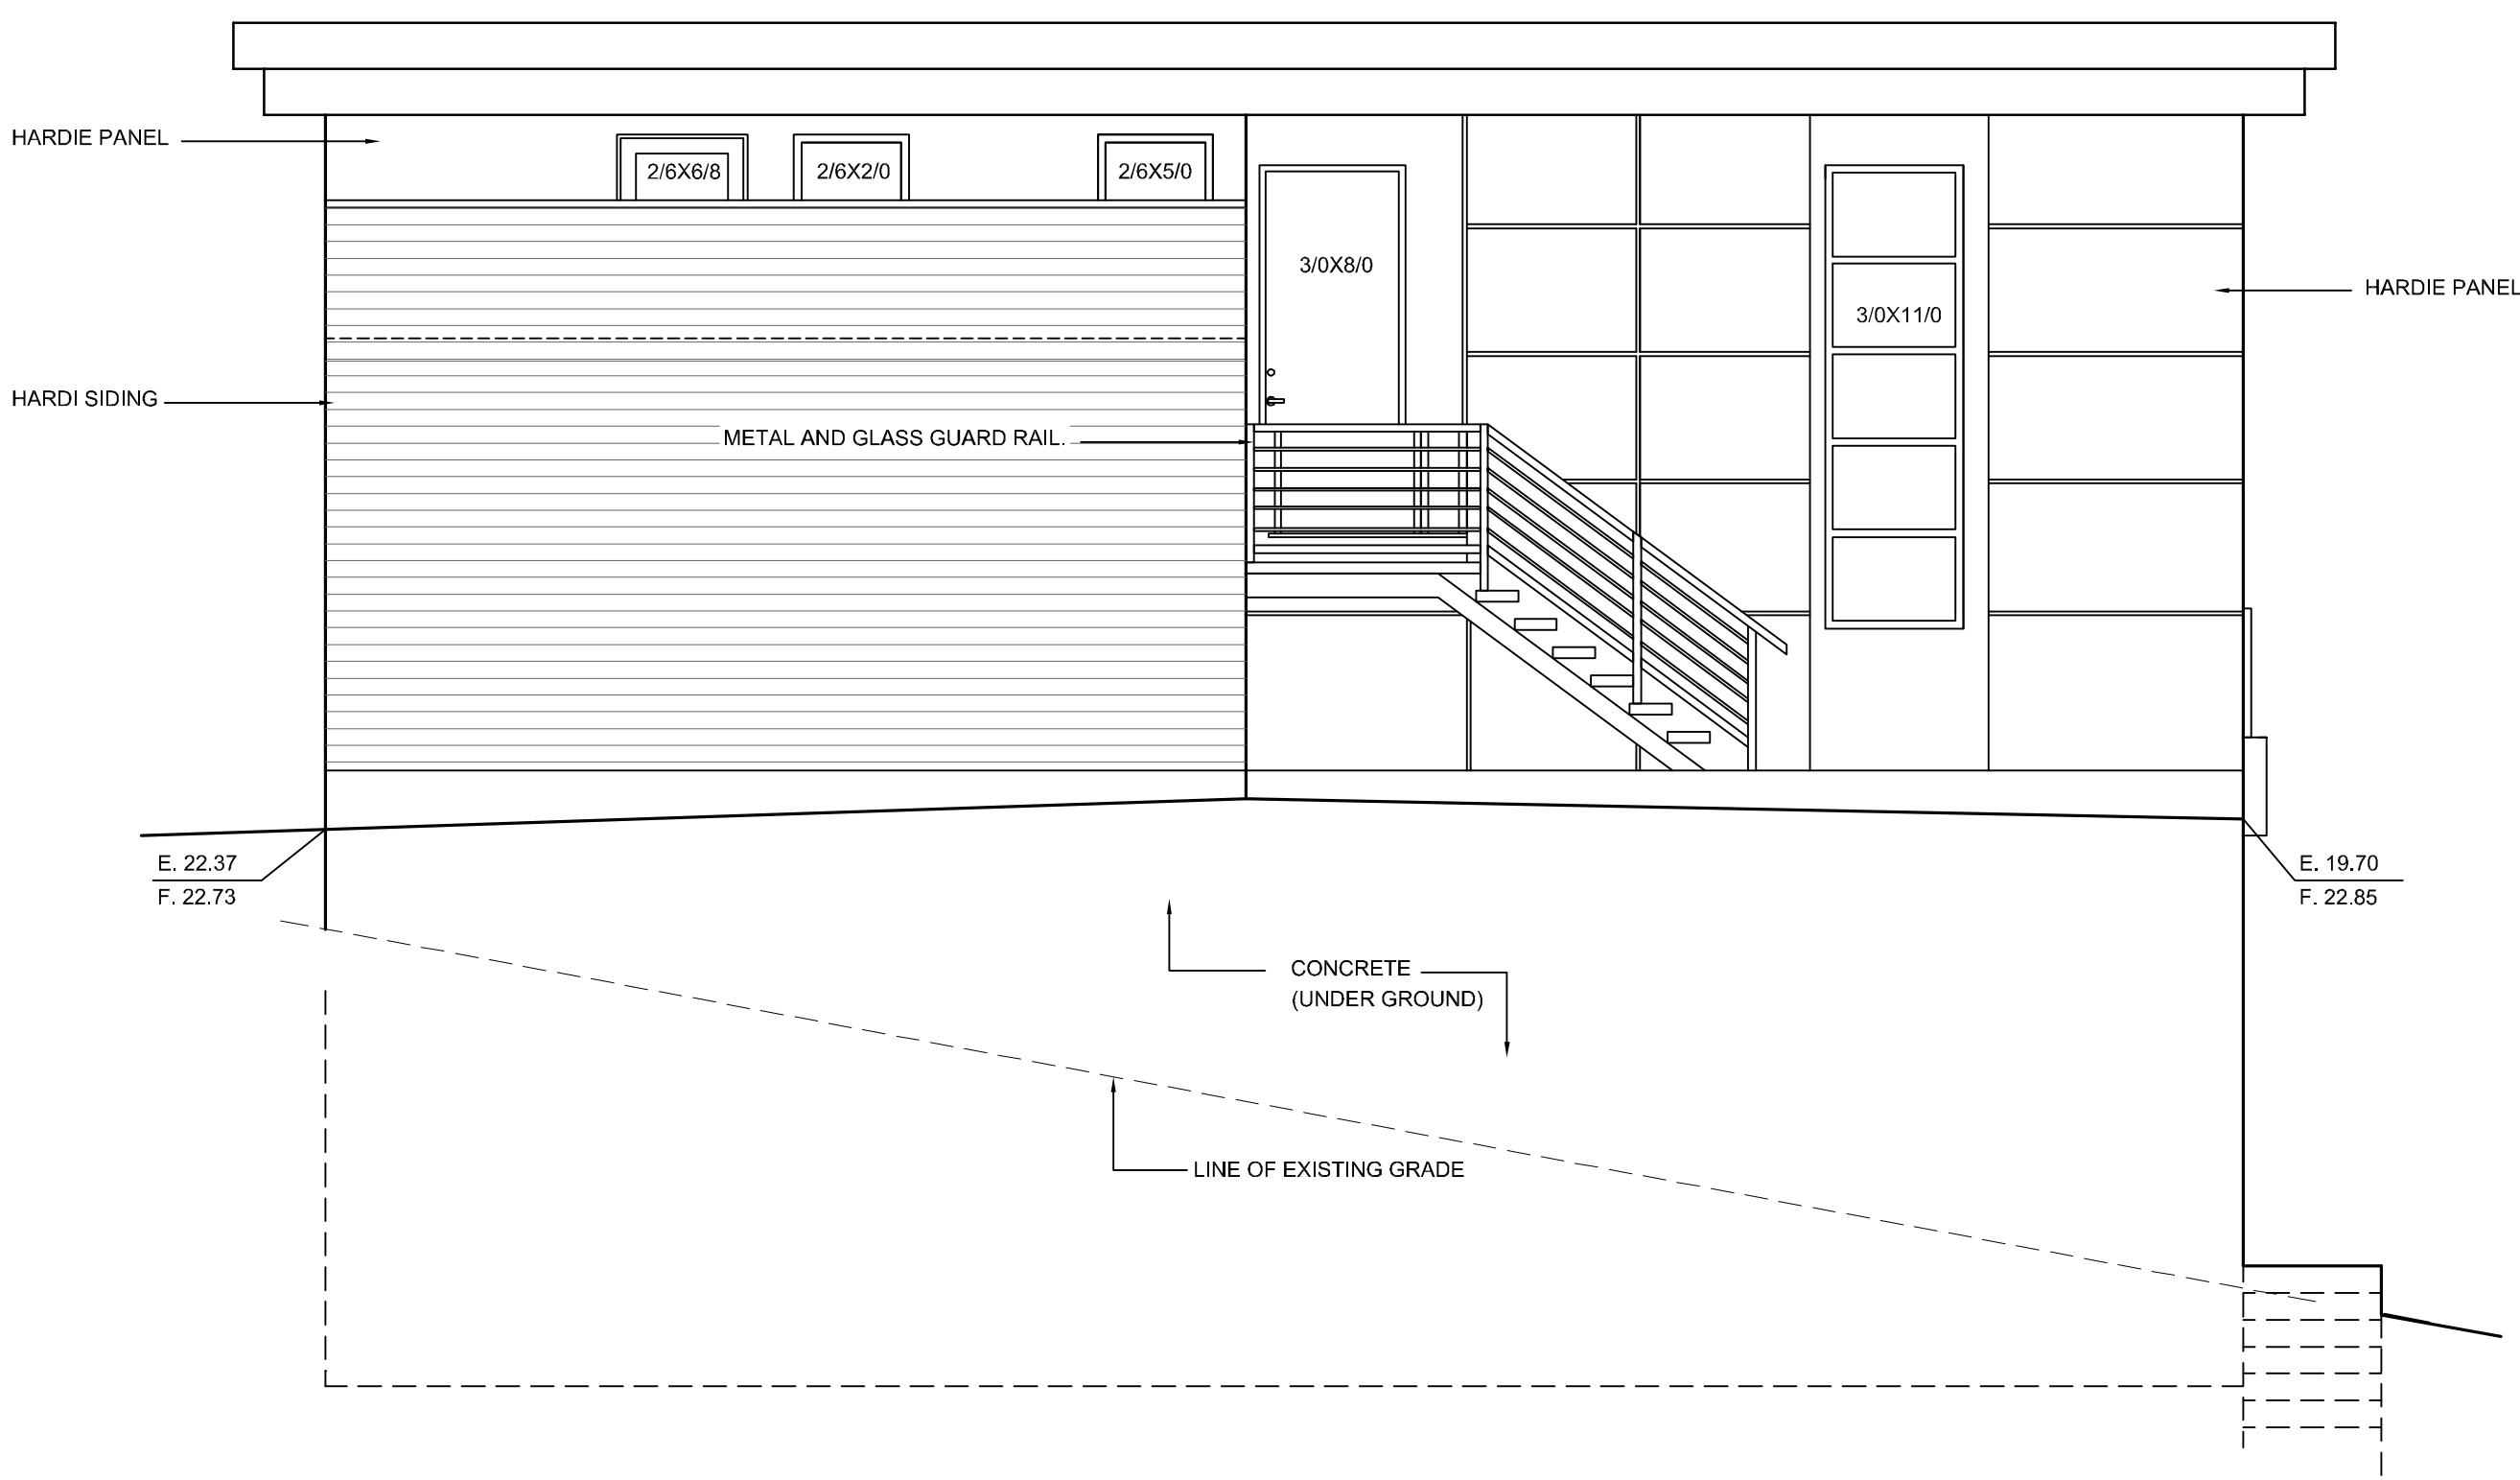 HARDIE PANEL
2/6X6/8
2/6X2/0
2/6X5/0
3/0X8/0
HARDIE PANEL
3/0X11/0
HARDI SIDING
METAL AND GLASS GUARD RAIL.
E. 22.37
F. 22.73
E. 19.70
F. 22.85
CONCRETE
(UNDER GROUND)
LINE OF EXISTING GRADE